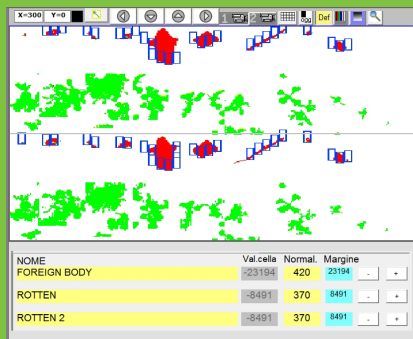 X=300 Y=0 1 2 ogg Def
NOME Val.cella Normal. Margine
FOREIGN BODY -23194 420 23194 - +
ROTTEN -8491 370 8491 - +
ROTTEN 2 -8491 370 8491 - +